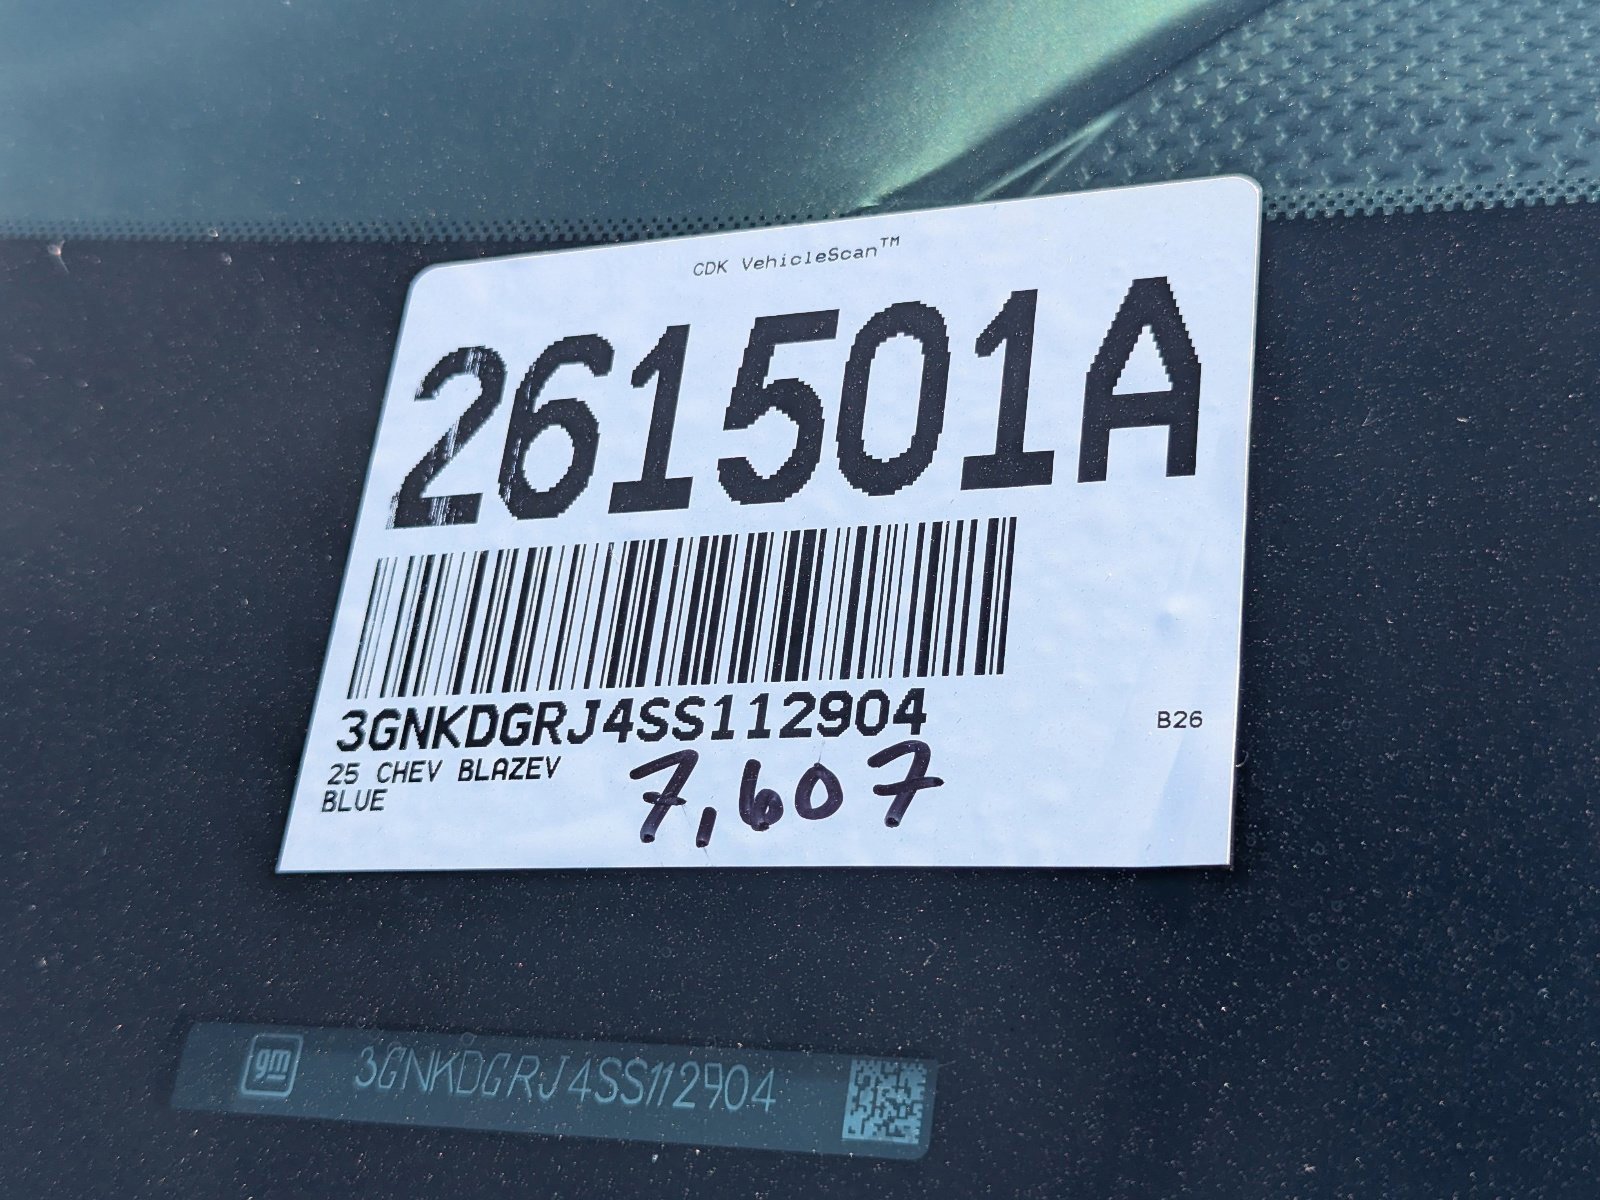 CDK VehicleScan™
261501A
3GNKDGRJ4SS112904
B26
25 CHEV BLAZEV
BLUE
7,607
gm 3GNKDGRJ4SS112904